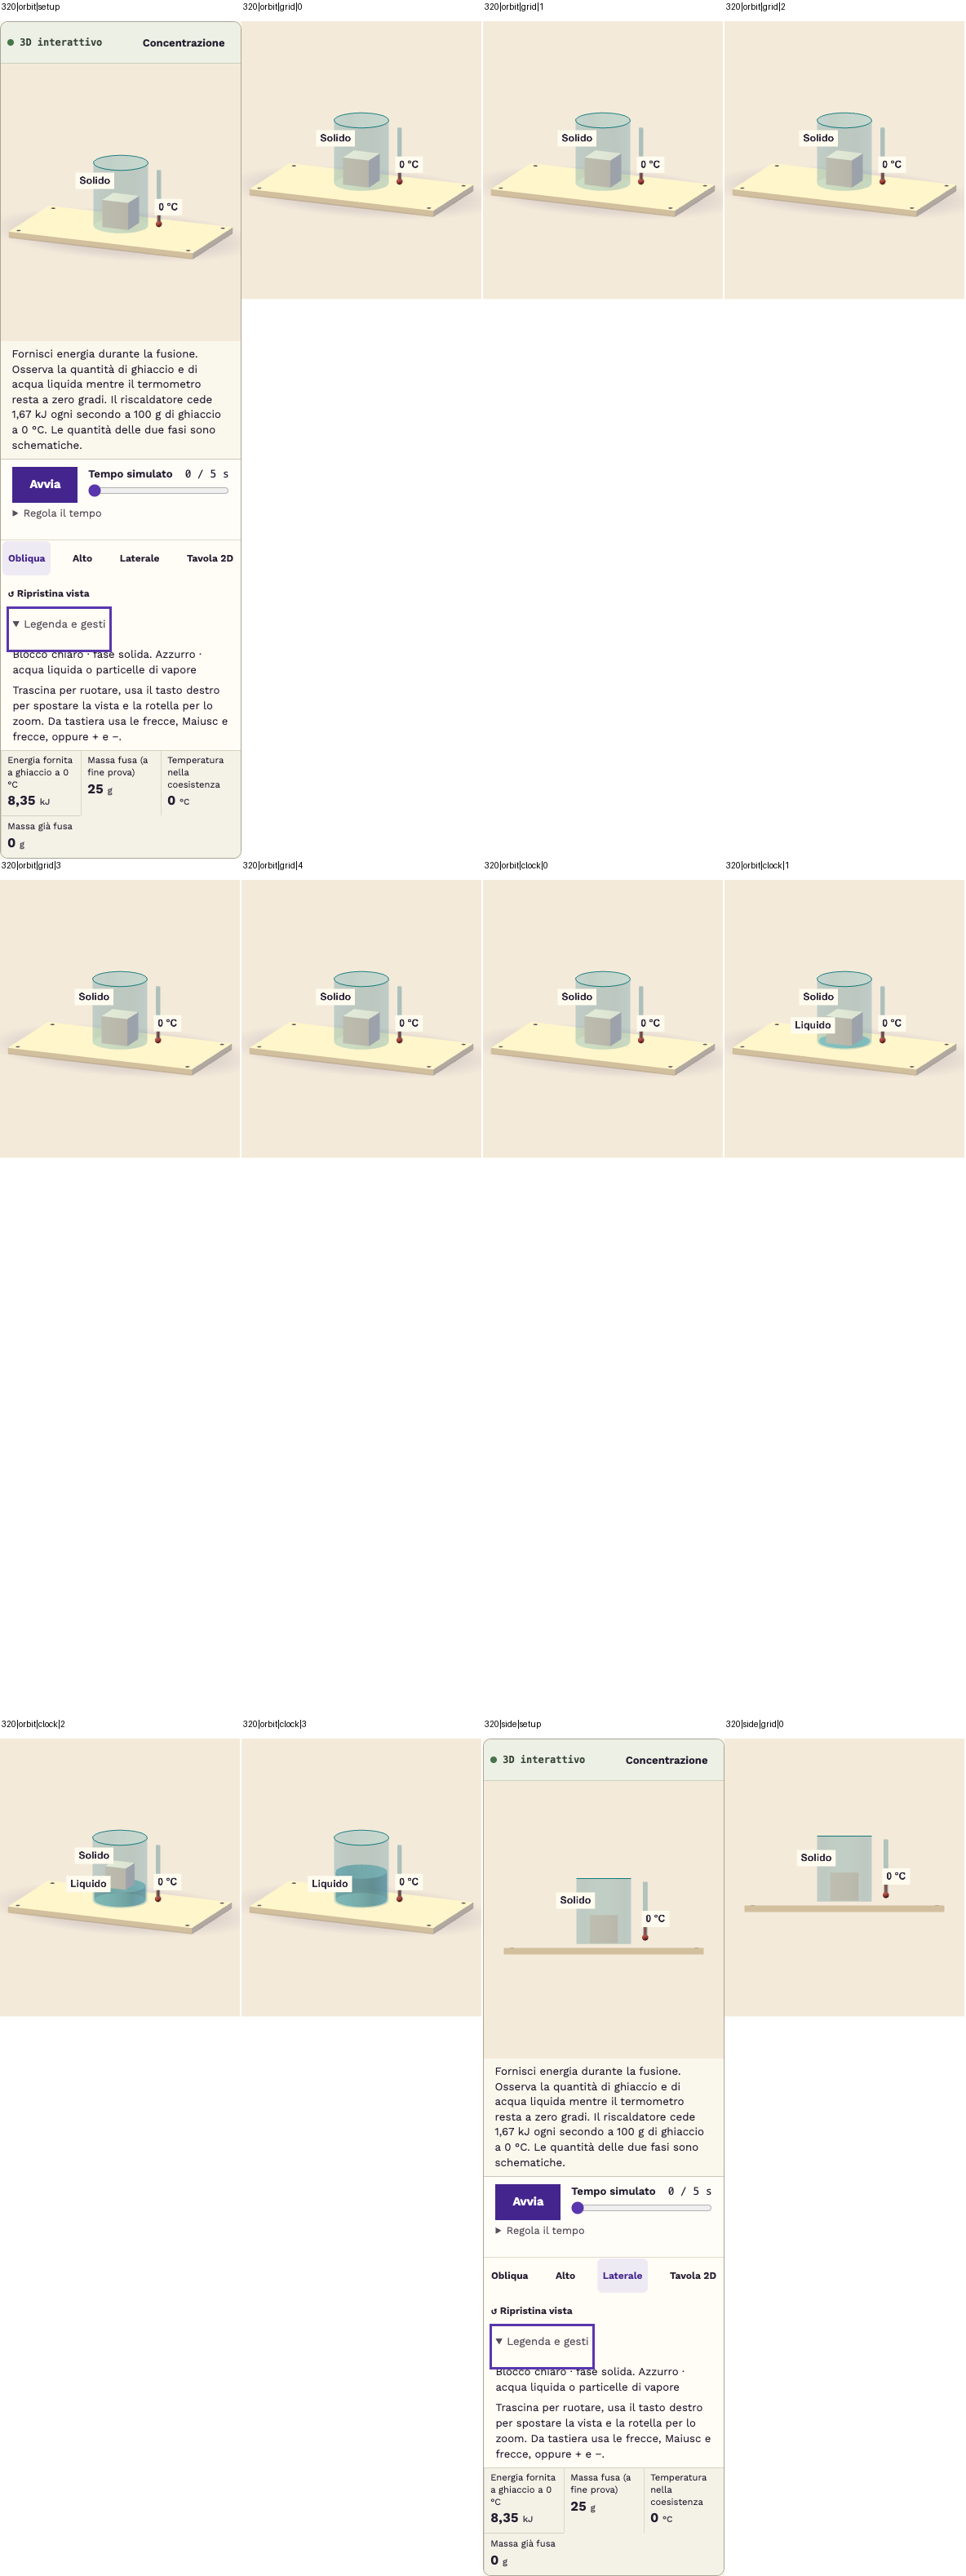 320|orbit|setup
320|orbit|grid|0
320|orbit|grid|1
320|orbit|grid|2
3D interattivo
Concentrazione
Solido
0 °C
Solido
0 °C
Solido
0 °C
Solido
0 °C
Fornisci energia durante la fusione.
Osserva la quantità di ghiaccio e di
acqua liquida mentre il termometro
resta a zero gradi. Il riscaldatore cede
1,67 kJ ogni secondo a 100 g di ghiaccio
a 0 °C. Le quantità delle due fasi sono
schematiche.
Avvia
Tempo simulato 0 / 5 s
▶ Regola il tempo
Obliqua Alto Laterale Tavola 2D
↺ Ripristina vista
▼ Legenda e gesti
Blocco chiaro · fase solida. Azzurro ·
acqua liquida o particelle di vapore
Trascina per ruotare, usa il tasto destro
per spostare la vista e la rotella per lo
zoom. Da tastiera usa le frecce, Maiusc e
frecce, oppure + e −.
Energia fornita
a ghiaccio a 0
°C
8,35 kJ
Massa fusa (a
fine prova)
25 g
Temperatura
nella
coesistenza
0 °C
Massa già fusa
0 g
320|orbit|grid|3
320|orbit|grid|4
320|orbit|clock|0
320|orbit|clock|1
Solido
0 °C
Solido
0 °C
Solido
0 °C
Solido
Liquido
0 °C
320|orbit|clock|2
320|orbit|clock|3
320|side|setup
320|side|grid|0
Solido
Liquido
0 °C
Liquido
0 °C
3D interattivo
Concentrazione
Solido
0 °C
Solido
0 °C
Fornisci energia durante la fusione.
Osserva la quantità di ghiaccio e di
acqua liquida mentre il termometro
resta a zero gradi. Il riscaldatore cede
1,67 kJ ogni secondo a 100 g di ghiaccio
a 0 °C. Le quantità delle due fasi sono
schematiche.
Avvia
Tempo simulato 0 / 5 s
▶ Regola il tempo
Obliqua Alto Laterale Tavola 2D
↺ Ripristina vista
▼ Legenda e gesti
Blocco chiaro · fase solida. Azzurro ·
acqua liquida o particelle di vapore
Trascina per ruotare, usa il tasto destro
per spostare la vista e la rotella per lo
zoom. Da tastiera usa le frecce, Maiusc e
frecce, oppure + e −.
Energia fornita
a ghiaccio a 0
°C
8,35 kJ
Massa fusa (a
fine prova)
25 g
Temperatura
nella
coesistenza
0 °C
Massa già fusa
0 g